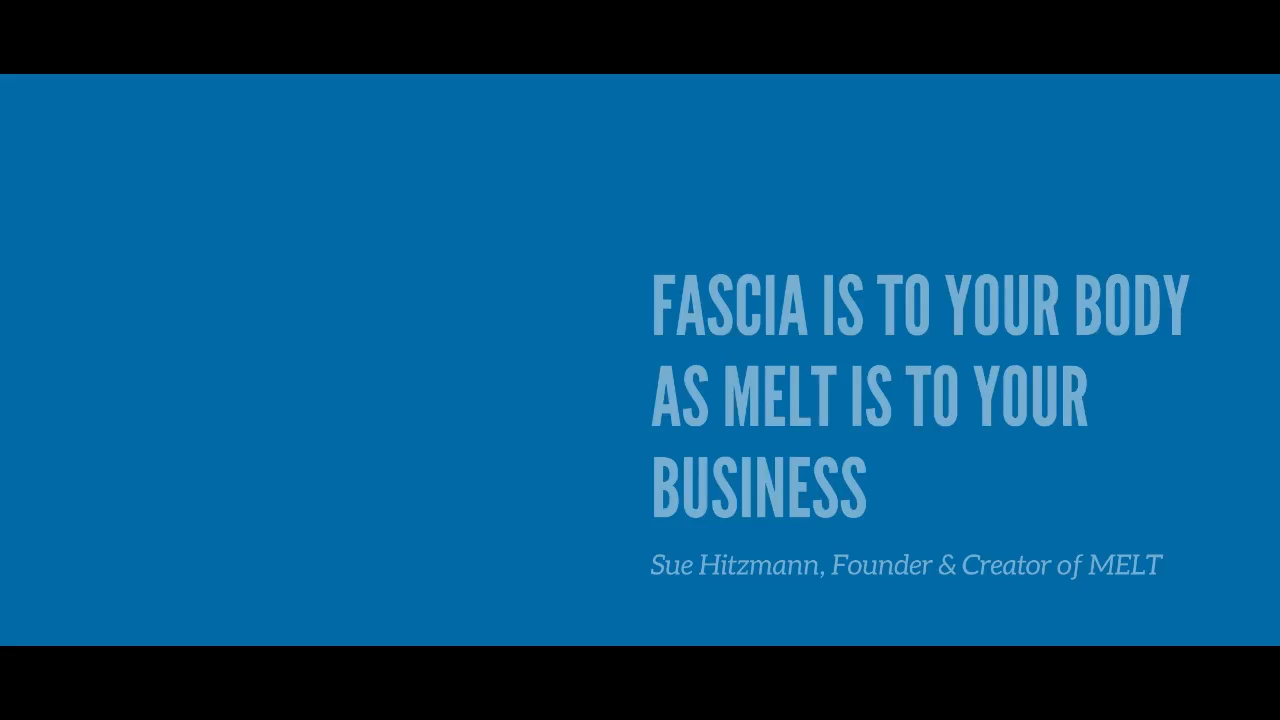 FASCIA IS TO YOUR BODY
AS MELT IS TO YOUR
BUSINESS
Sue Hitzmann, Founder & Creator of MELT